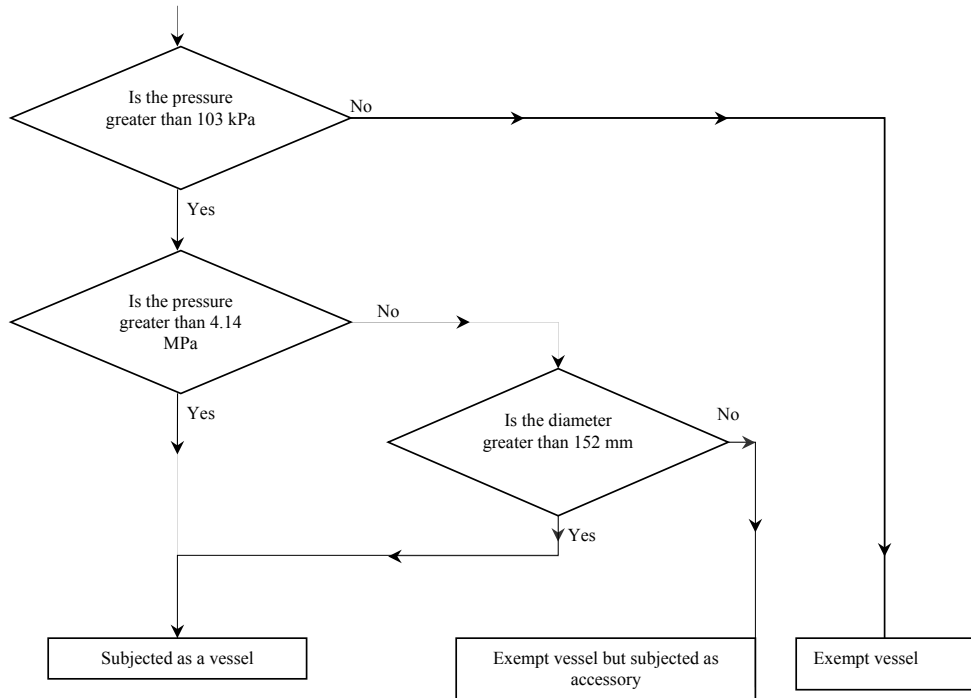 Is the pressure
greater than 103 kPa
No
Yes
Is the pressure
greater than 4.14
MPa
No
Yes
Is the diameter
greater than 152 mm
No
Yes
Subjected as a vessel
Exempt vessel but subjected as
accessory
Exempt vessel